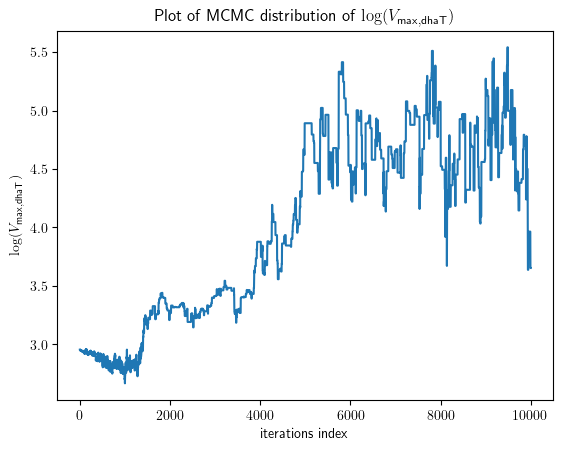 Plot of MCMC distribution of log(V_max,dhaT)
log(V_max,dhaT)
5.5
5.0
4.5
4.0
3.5
3.0
0 2000 4000 6000 8000 10000
iterations index